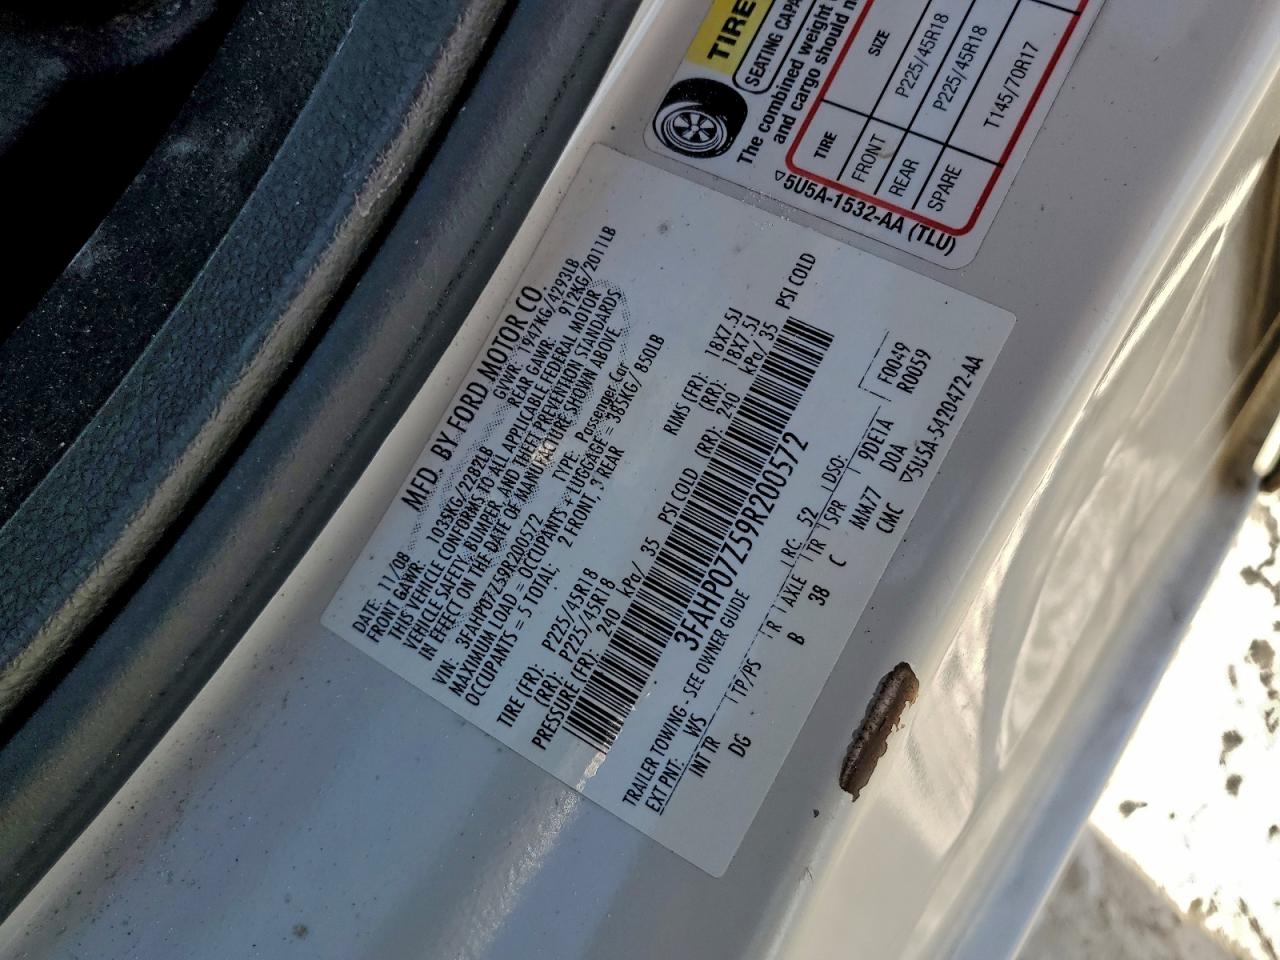 TIRE
SEATING CAPA
The combined weight
and cargo should n
TIRE SIZE
FRONT P225/45R18
REAR P225/45R18
SPARE T145/70R17
5U5A-1532-AA (TLU)
MFD. BY FORD MOTOR CO.
DATE: 11/08 GVWR: 1947KG/4293LB
FRONT GAWR: 1039KG/2292LB REAR GAWR: 912KG/2011LB
THIS VEHICLE CONFORMS TO ALL APPLICABLE FEDERAL MOTOR
VEHICLE SAFETY, BUMPER, AND THEFT PREVENTION STANDARDS
IN EFFECT ON THE DATE OF MANUFACTURE SHOWN ABOVE.
VIN: 3FAHP07Z59R200572 TYPE: Passenger Car
MAXIMUM LOAD = OCCUPANTS + LUGGAGE = 385KG/ 850LB
OCCUPANTS = 5 TOTAL: 2 FONT, 3 REAR
TIRE (FR): P225/45R18 RIMS (FR): 18X7.5J
(RR): P225/45R18 (RR): 18X7.5J
PRESSURE (FR): 240 kPa/ 35 PSI COLD (RR): 240 kPa/35 PSI COLD
3FAHP07Z59R200572
TRAILER TOWING - SEE OWNER GUIDE
EXT PNT: WS RC: 52 DSO: F0049
INT TR TP/PS R AXLE TR SPR 9DE1A R0059
DG B 38 C MM77 DOA
CMC 5U5A-5420472-AA